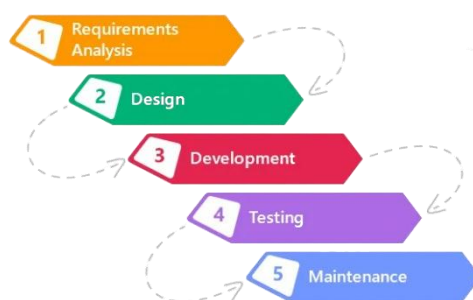 1 Requirements
Analysis
2 Design
3 Development
4 Testing
5 Maintenance